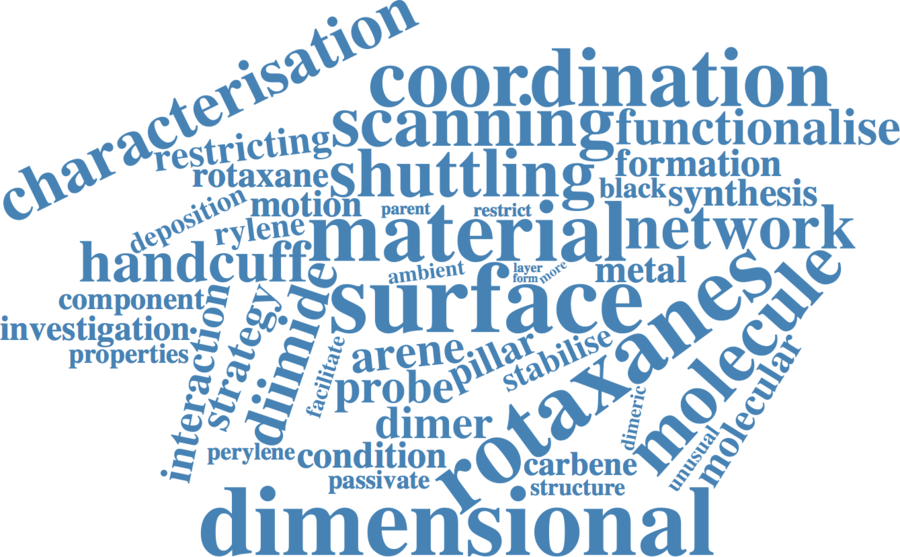 characterisation
coordination
scanning
functionalise
restricting
shuttling
formation
rotaxane
black
synthesis
deposition
motion
parent
restrict
rylene
material
network
handcuff
ambient
layer
form
more
metal
component
surface
rotaxanes
molecule
investigation
interaction
strategy
diimide
properties
facilitate
arene
pillar
stabilise
probe
molecular
dimer
dimeric
unusual
perylene
condition
carbene
passivate
structure
dimensional